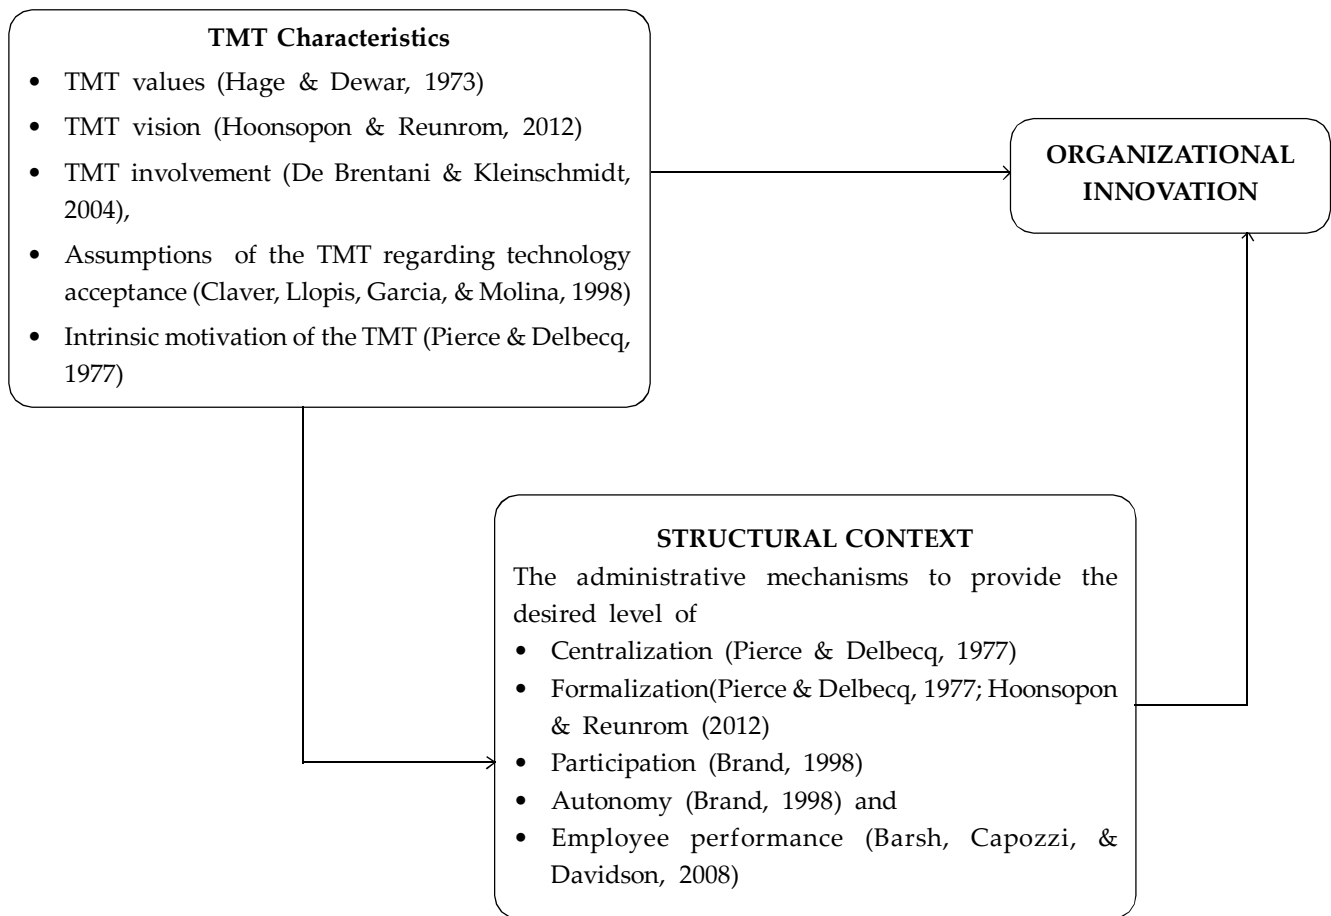 TMT Characteristics
• TMT values (Hage & Dewar, 1973)
• TMT vision (Hoonsopon & Reunrom, 2012)
• TMT involvement (De Brentani & Kleinschmidt,
2004),
• Assumptions of the TMT regarding technology
acceptance (Claver, Llopis, Garcia, & Molina, 1998)
• Intrinsic motivation of the TMT (Pierce & Delbecq,
1977)
ORGANIZATIONAL
INNOVATION
STRUCTURAL CONTEXT
The administrative mechanisms to provide the
desired level of
• Centralization (Pierce & Delbecq, 1977)
• Formalization(Pierce & Delbecq, 1977; Hoonsopon
& Reunrom (2012)
• Participation (Brand, 1998)
• Autonomy (Brand, 1998) and
• Employee performance (Barsh, Capozzi, &
Davidson, 2008)